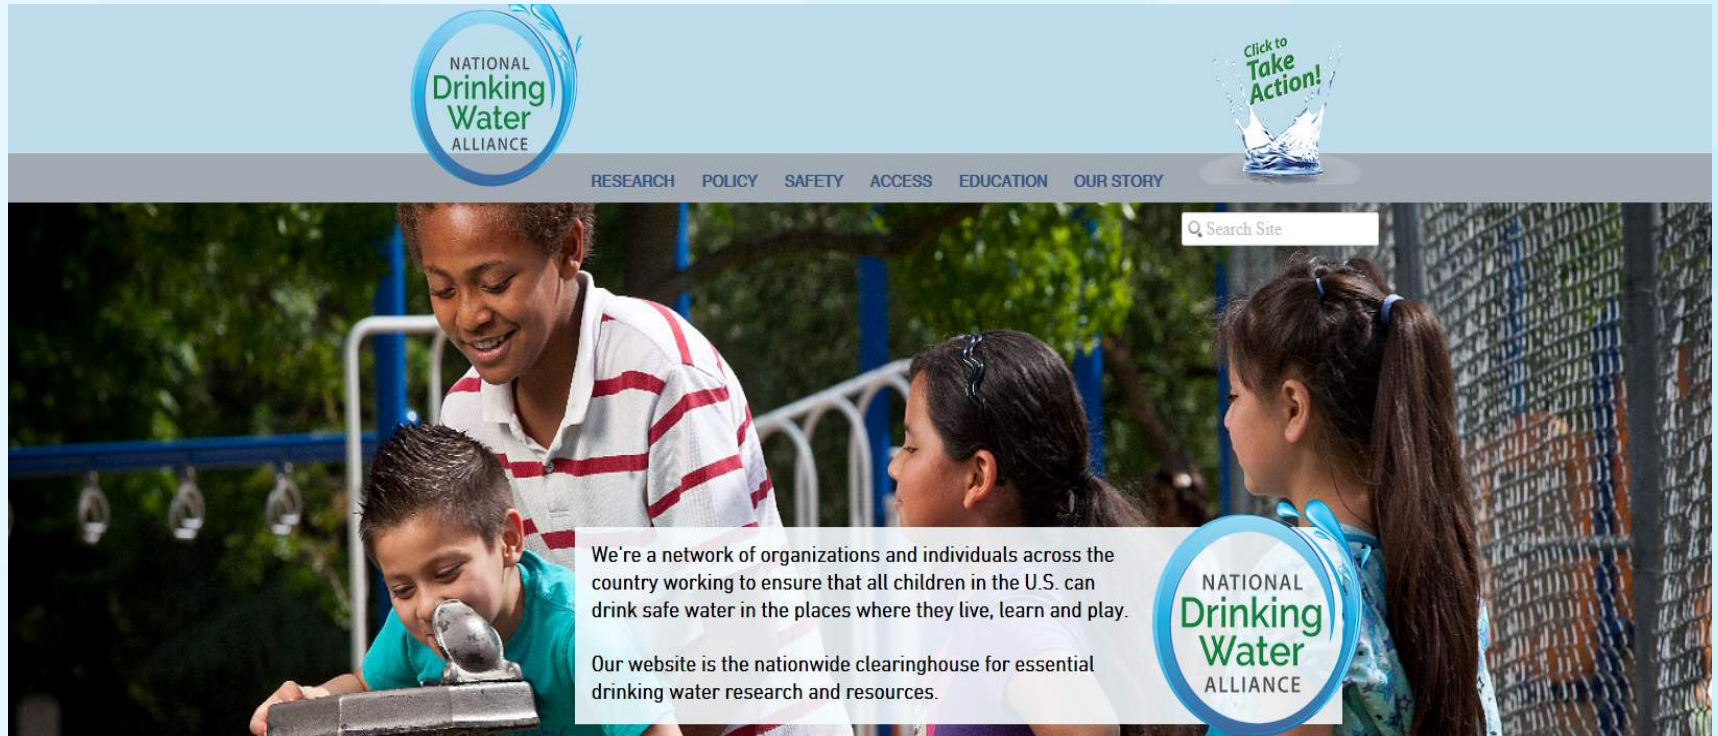 NATIONAL
Drinking
Water
ALLIANCE
Click to
Take
Action!
RESEARCH POLICY SAFETY ACCESS EDUCATION OUR STORY
Search Site
We're a network of organizations and individuals across the
country working to ensure that all children in the U.S. can
drink safe water in the places where they live, learn and play.
Our website is the nationwide clearinghouse for essential
drinking water research and resources.
NATIONAL
Drinking
Water
ALLIANCE